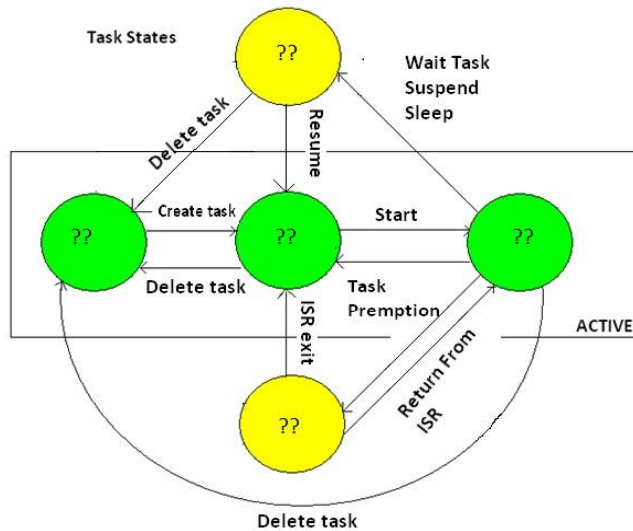 Task States
??
Wait Task
Suspend
Sleep
Delete task
Resume
??
Create task
??
Start
??
Delete task
Task
Premption
ISR exit
ACTIVE
Return From
ISR
??
Delete task